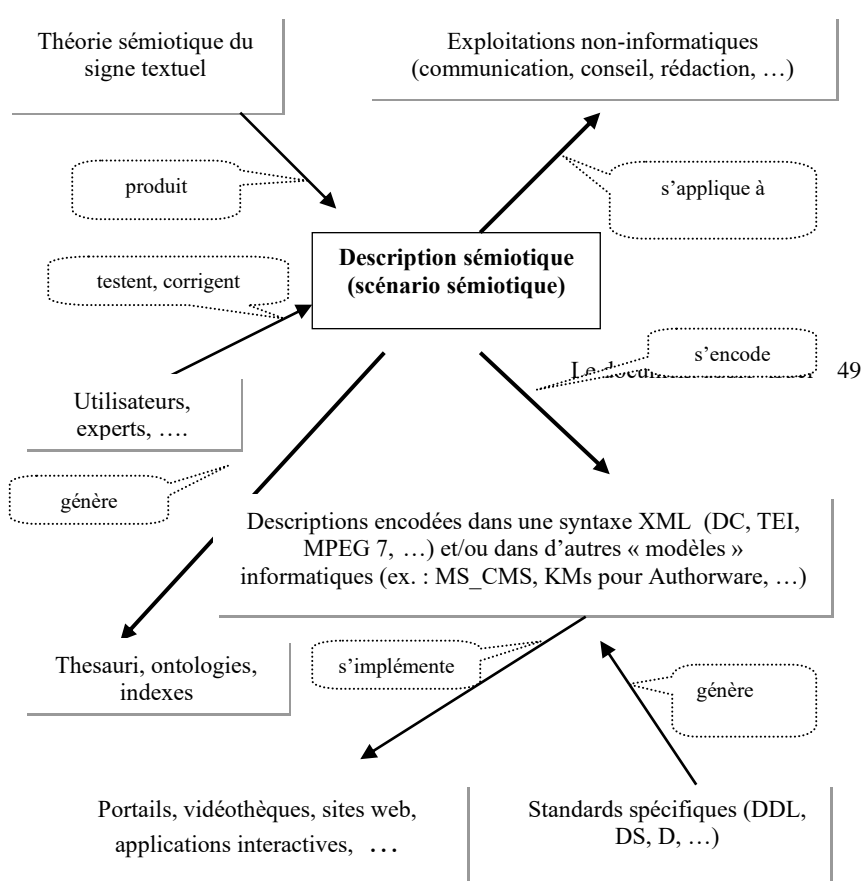 Théorie sémiotique du
signe textuel
Exploitations non-informatiques
(communication, conseil, rédaction, …)
produit
s’applique à
Description sémiotique
(scénario sémiotique)
testent, corrigent
s’encode
49
Utilisateurs,
experts, ….
génère
Descriptions encodées dans une syntaxe XML (DC, TEI,
MPEG 7, …) et/ou dans d’autres « modèles »
informatiques (ex. : MS_CMS, KMs pour Authorware, …)
Thesauri, ontologies,
indexes
s’implémente
génère
Portails, vidéothèques, sites web,
applications interactives, …
Standards spécifiques (DDL,
DS, D, …)